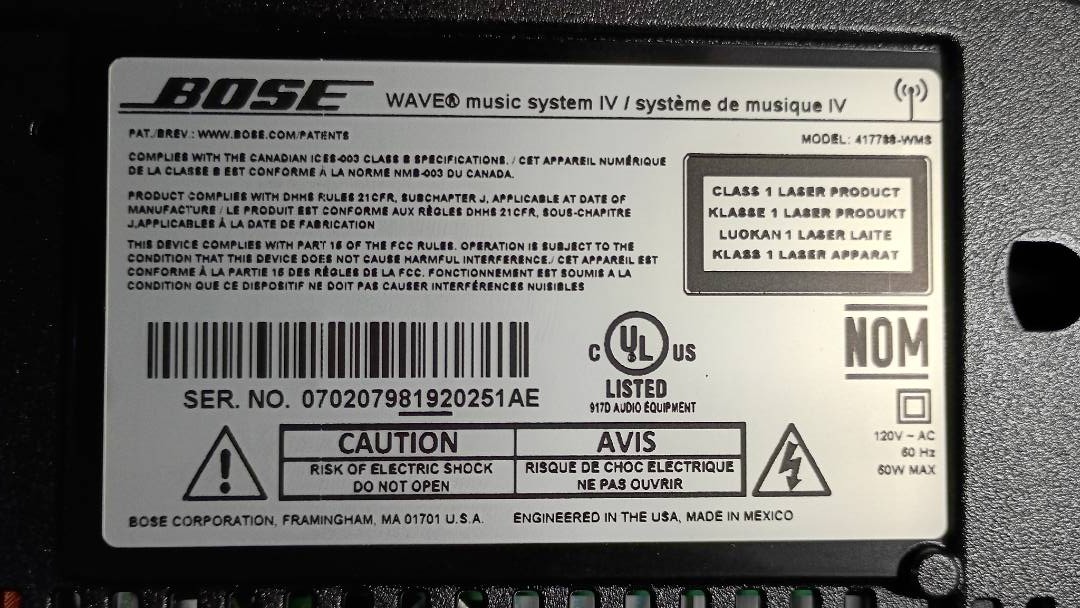 BOSE
WAVE® music system IV / système de musique IV
PAT./BREV.: WWW.BOSE.COM/PATENTS
MODEL: 417788-WMS
COMPLIES WITH THE CANADIAN ICES-003 CLASS B SPECIFICATIONS. / CET APPAREIL NUMÉRIQUE
DE LA CLASSE B EST CONFORME À LA NORME NMB-003 DU CANADA.
PRODUCT COMPLIES WITH DHHS RULES 21CFR, SUBCHAPTER J, APPLICABLE AT DATE OF
MANUFACTURE / LE PRODUIT EST CONFORME AUX RÈGLES DHHS 21CFR, SOUS-CHAPITRE
J,APPLICABLES À LA DATE DE FABRICATION
THIS DEVICE COMPLIES WITH PART 15 OF THE FCC RULES. OPERATION IS SUBJECT TO THE
CONDITION THAT THIS DEVICE DOES NOT CAUSE HARMFUL INTERFERENCE./ CET APPAREIL EST
CONFORME À LA PARTIE 15 DES RÈGLES DE LA FCC. FONCTIONNEMENT EST SOUMIS A LA
CONDITION QUE CE DISPOSITIF NE DOIT PAS CAUSER INTERFÉRENCES NUISIBLES
CLASS 1 LASER PRODUCT
KLASSE 1 LASER PRODUKT
LUOKAN 1 LASER LAITE
KLASS 1 LASER APPARAT
SER. NO. 070207981920251AE
C UL US
LISTED
917D AUDIO EQUIPMENT
NOM
120V ~ AC
60 Hz
60W MAX
CAUTION
RISK OF ELECTRIC SHOCK
DO NOT OPEN
AVIS
RISQUE DE CHOC ELECTRIQUE
NE PAS OUVRIR
BOSE CORPORATION, FRAMINGHAM, MA 01701 U.S.A.
ENGINEERED IN THE USA, MADE IN MEXICO